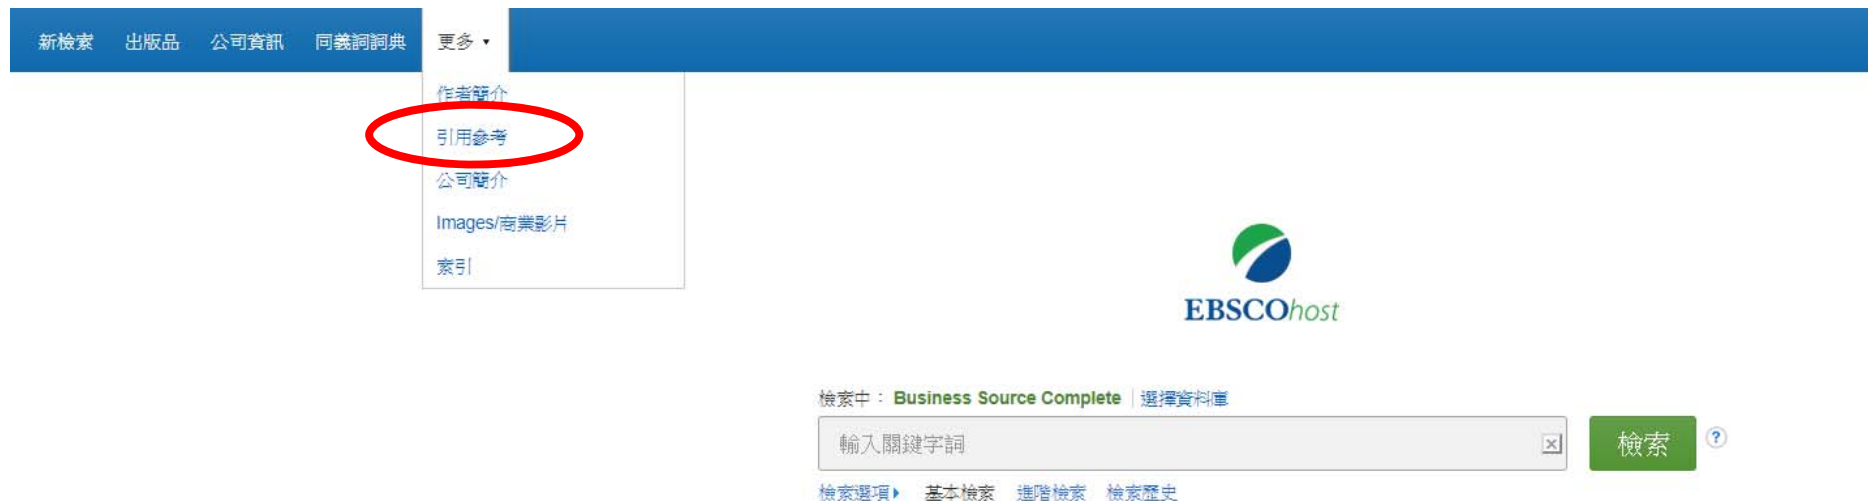 新檢索 出版品 公司資訊 同義詞詞典 更多
作者簡介
引用參考
公司簡介
Images/商業影片
索引
EBSCOhost
檢索中： Business Source Complete 選擇資料庫
輸入關鍵字詞 x 檢索 ?
檢索選項 基本檢索 進階檢索 檢索歷史